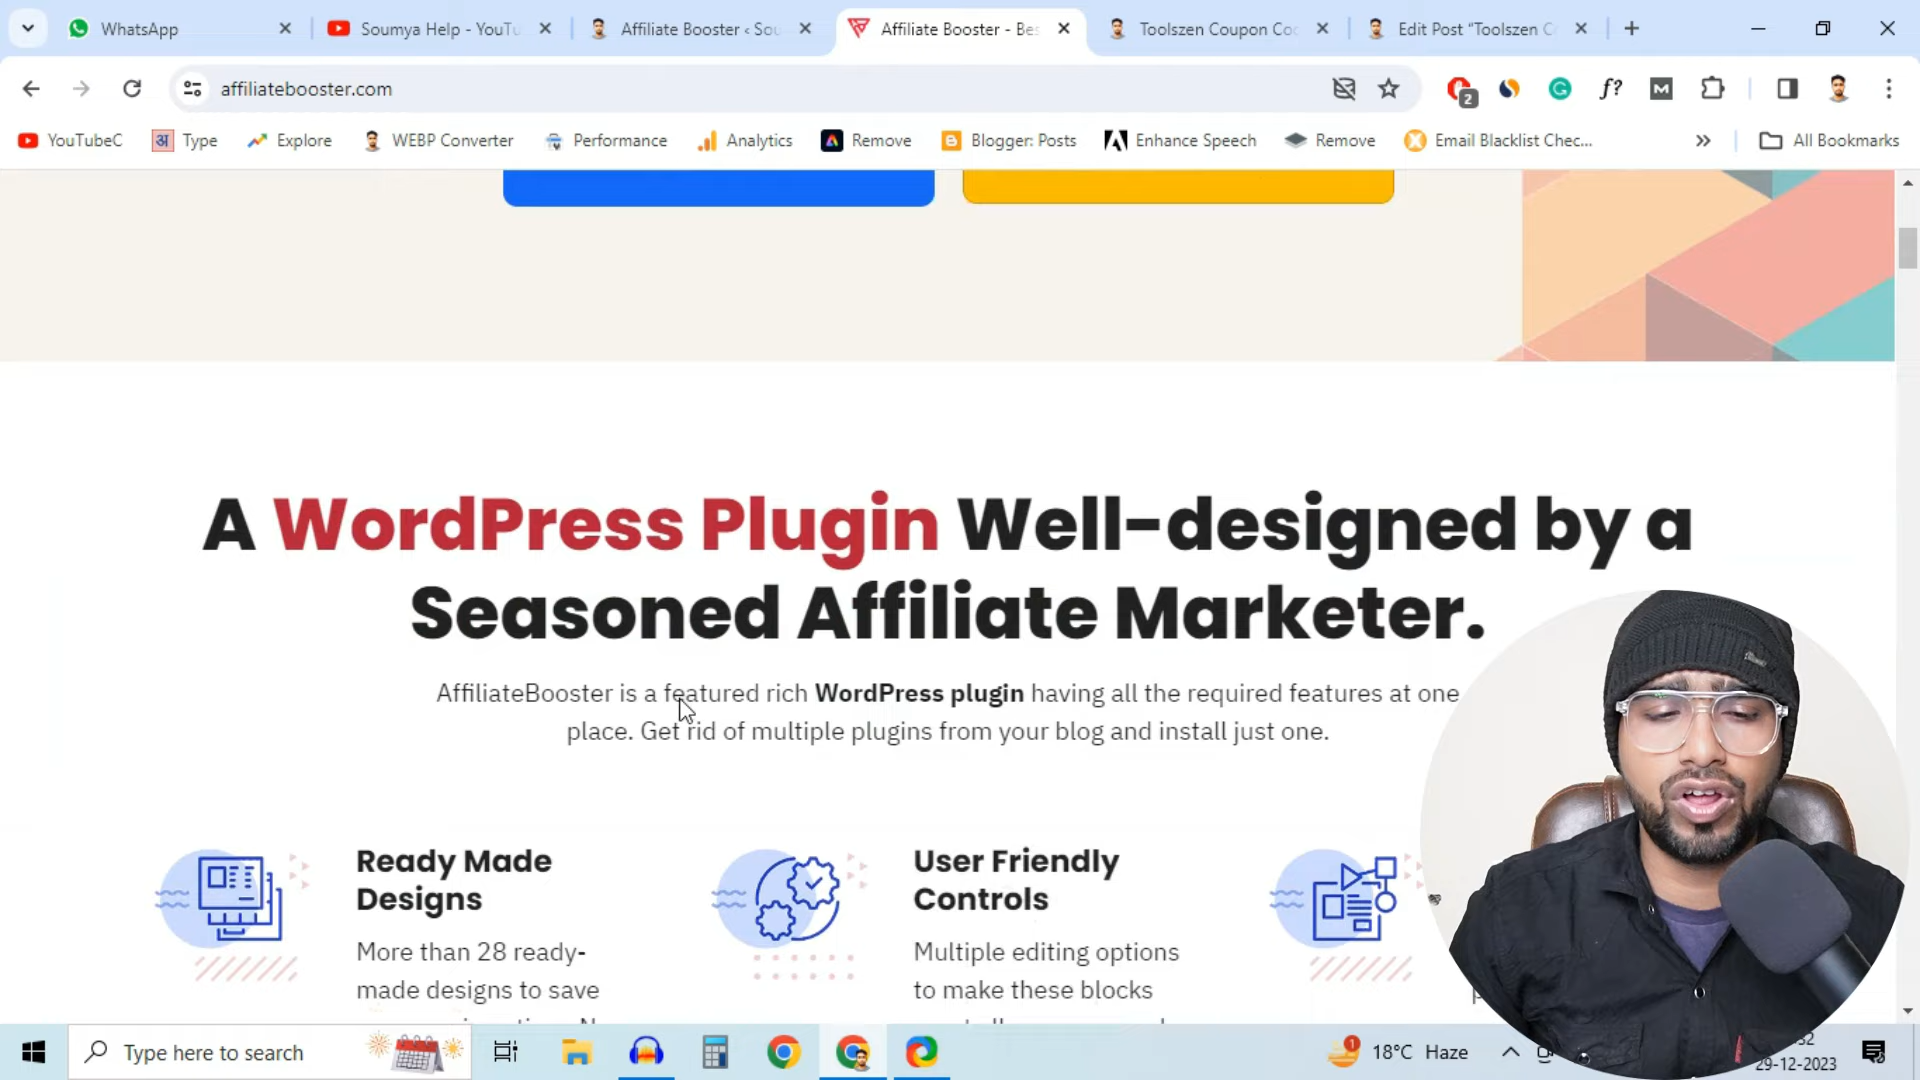 WhatsApp
Soumya Help - YouTu
Affiliate Booster ‹ Sou
Affiliate Booster - Bes
Toolszen Coupon Co
Edit Post “Toolszen C
affiliatebooster.com
2
f?
YouTubeC
Type
Explore
WEBP Converter
Performance
Analytics
Remove
Blogger: Posts
Enhance Speech
Remove
Email Blacklist Chec...
All Bookmarks
A WordPress Plugin Well-designed by a
Seasoned Affiliate Marketer.
AffiliateBooster is a featured rich WordPress plugin having all the required features at one
place. Get rid of multiple plugins from your blog and install just one.
Ready Made
Designs
More than 28 ready-
made designs to save
User Friendly
Controls
Multiple editing options
to make these blocks
Type here to search
1
18°C Haze
29-12-2023